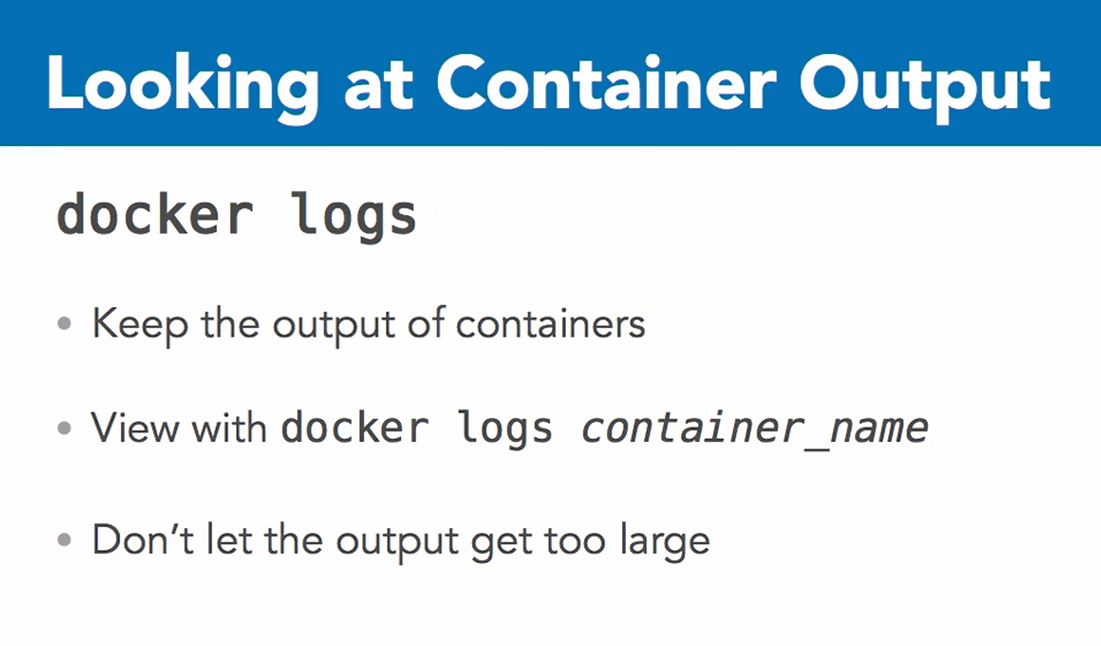 Looking at Container Output
docker logs
• Keep the output of containers
• View with docker logs container_name
• Don’t let the output get too large